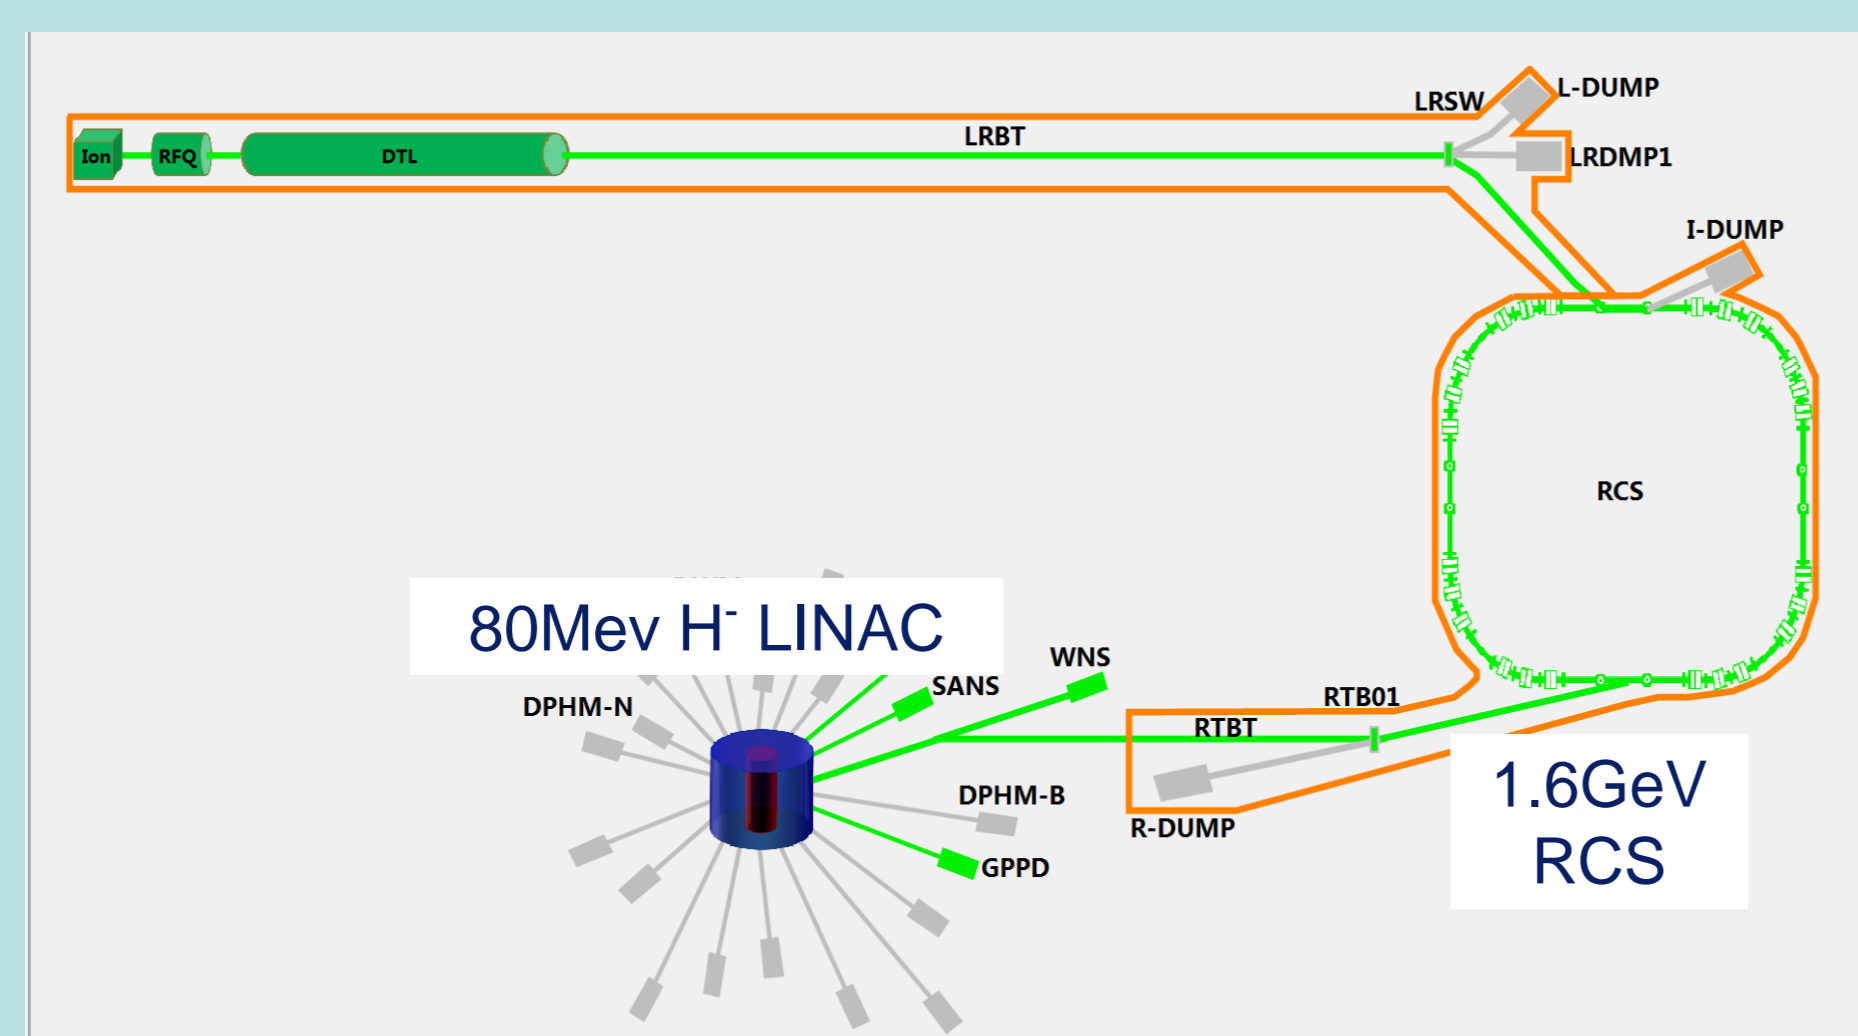 L-DUMP
LRSW
LRBT
Ion
RFQ
DTL
LRDMP1
I-DUMP
RCS
80Mev H⁻ LINAC
WNS
SANS
DPHM-N
RTB01
RTBT
DPHM-B
R-DUMP
GPPD
1.6GeV
RCS